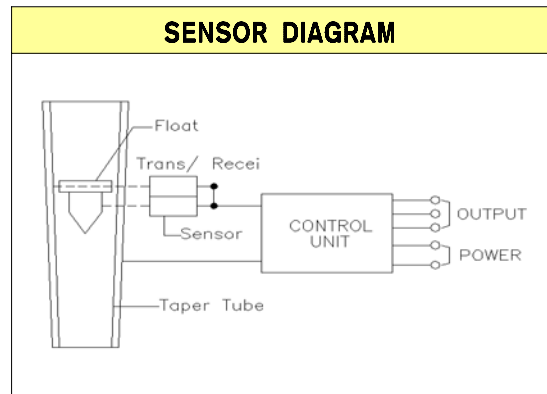 SENSOR DIAGRAM
Float
Trans/ Recei
Sensor
CONTROL
UNIT
OUTPUT
POWER
Taper Tube